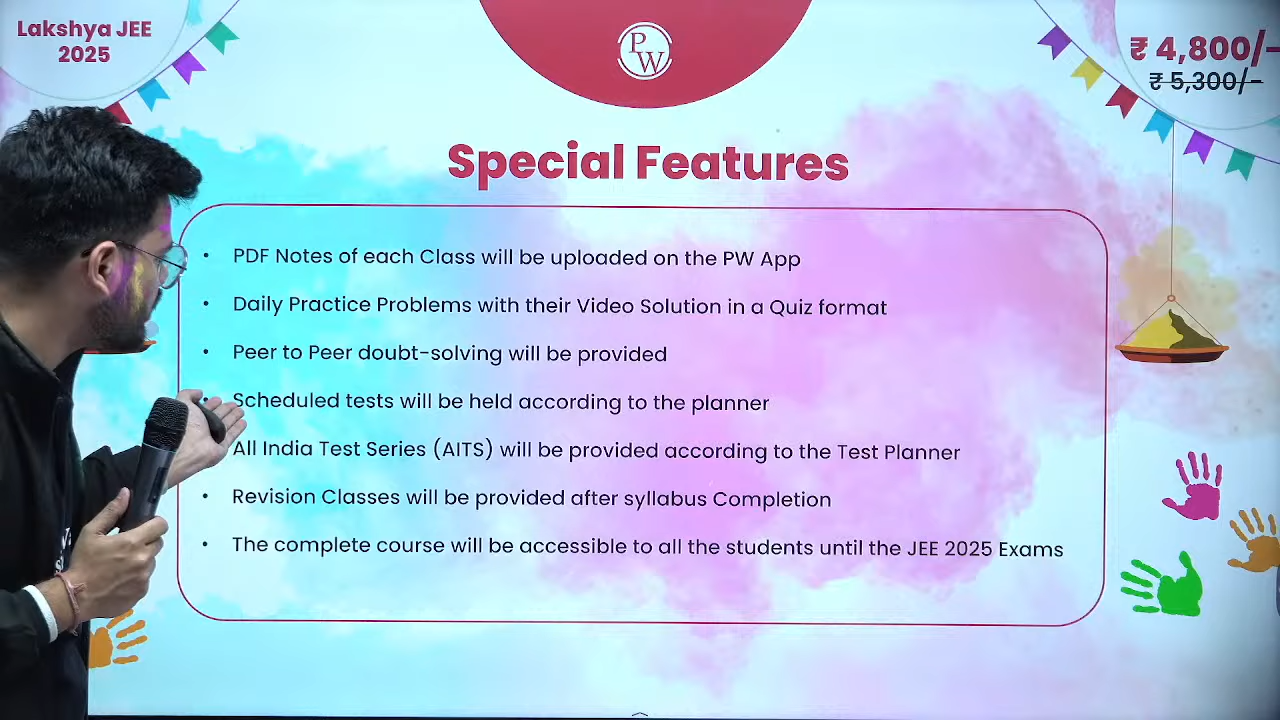 Lakshya JEE
2025
PW
₹ 4,800/-
₹ 5,300/-
Special Features
• PDF Notes of each Class will be uploaded on the PW App
• Daily Practice Problems with their Video Solution in a Quiz format
• Peer to Peer doubt-solving will be provided
• Scheduled tests will be held according to the planner
All India Test Series (AITS) will be provided according to the Test Planner
• Revision Classes will be provided after syllabus Completion
• The complete course will be accessible to all the students until the JEE 2025 Exams